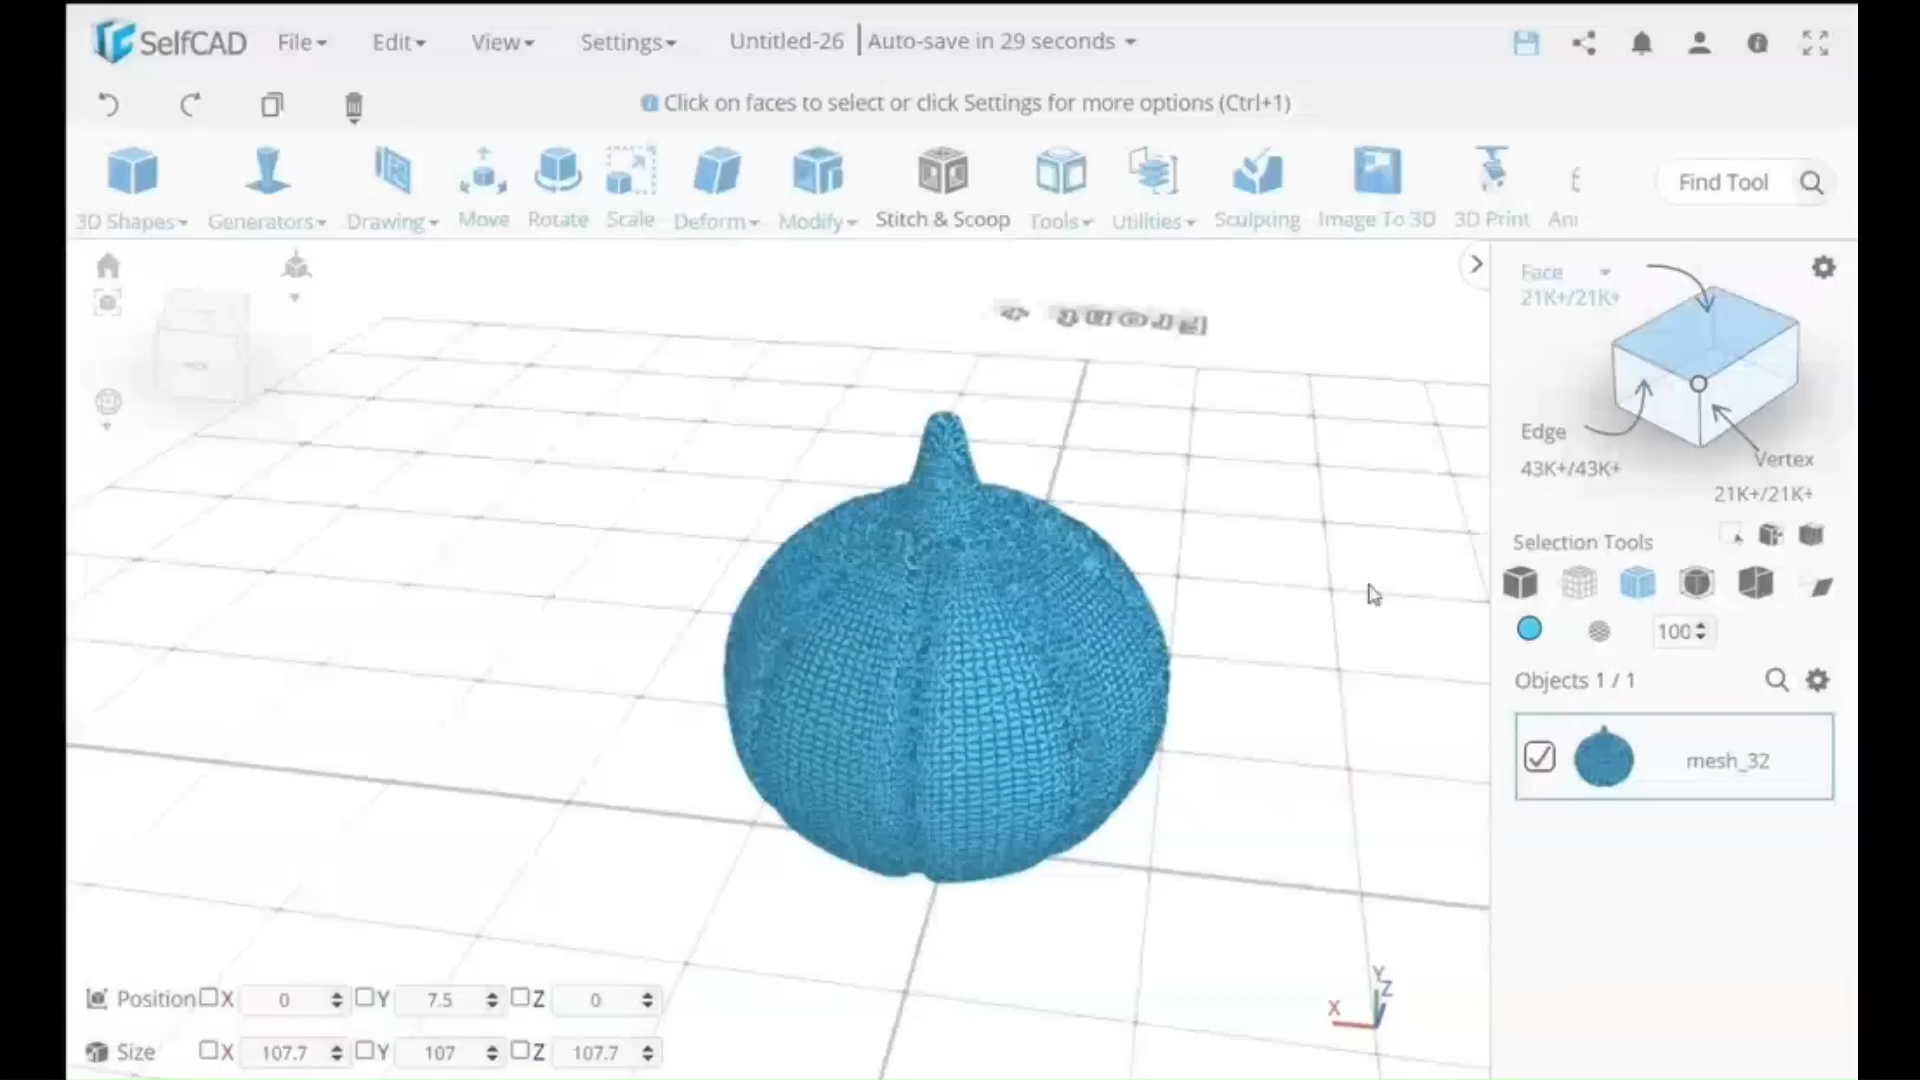 SelfCAD File Edit View Settings Untitled-26 Auto-save in 29 seconds
Click on faces to select or click Settings for more options (Ctrl+1)
3D Shapes Generators Drawing Move Rotate Scale Deform Modify Stitch & Scoop Tools Utilities Sculpting Image To 3D 3D Print Ani
Find Tool
Face
21K+/21K+
Edge
43K+/43K+
Vertex
21K+/21K+
Selection Tools
100
Objects 1 / 1
mesh_32
Position X 0 Y 7.5 Z 0
Size X 107.7 Y 107 Z 107.7
Y
Z
X